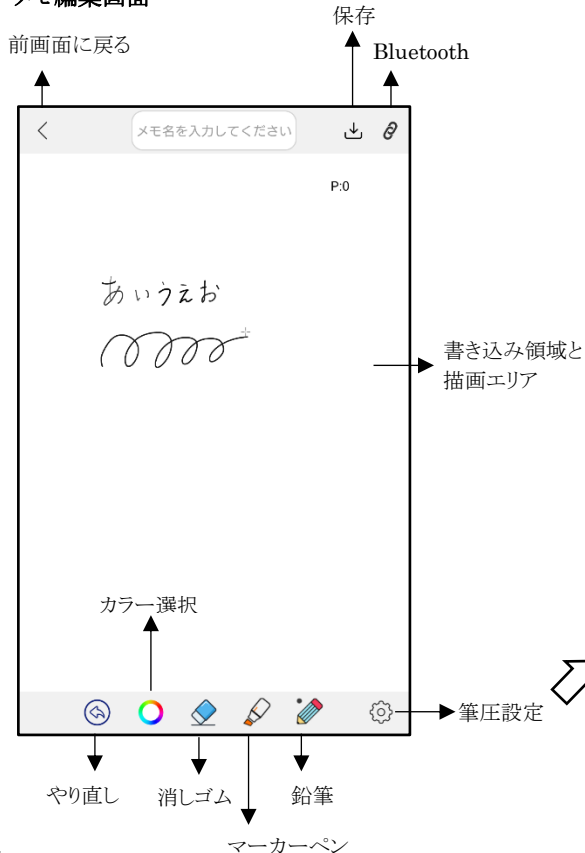 メモ編集画面
保存
前画面に戻る
Bluetooth
メモ名を入力してください
P:0
あいうえお
書き込み領域と
描画エリア
カラー選択
筆圧設定
やり直し
消しゴム
鉛筆
マーカーペン